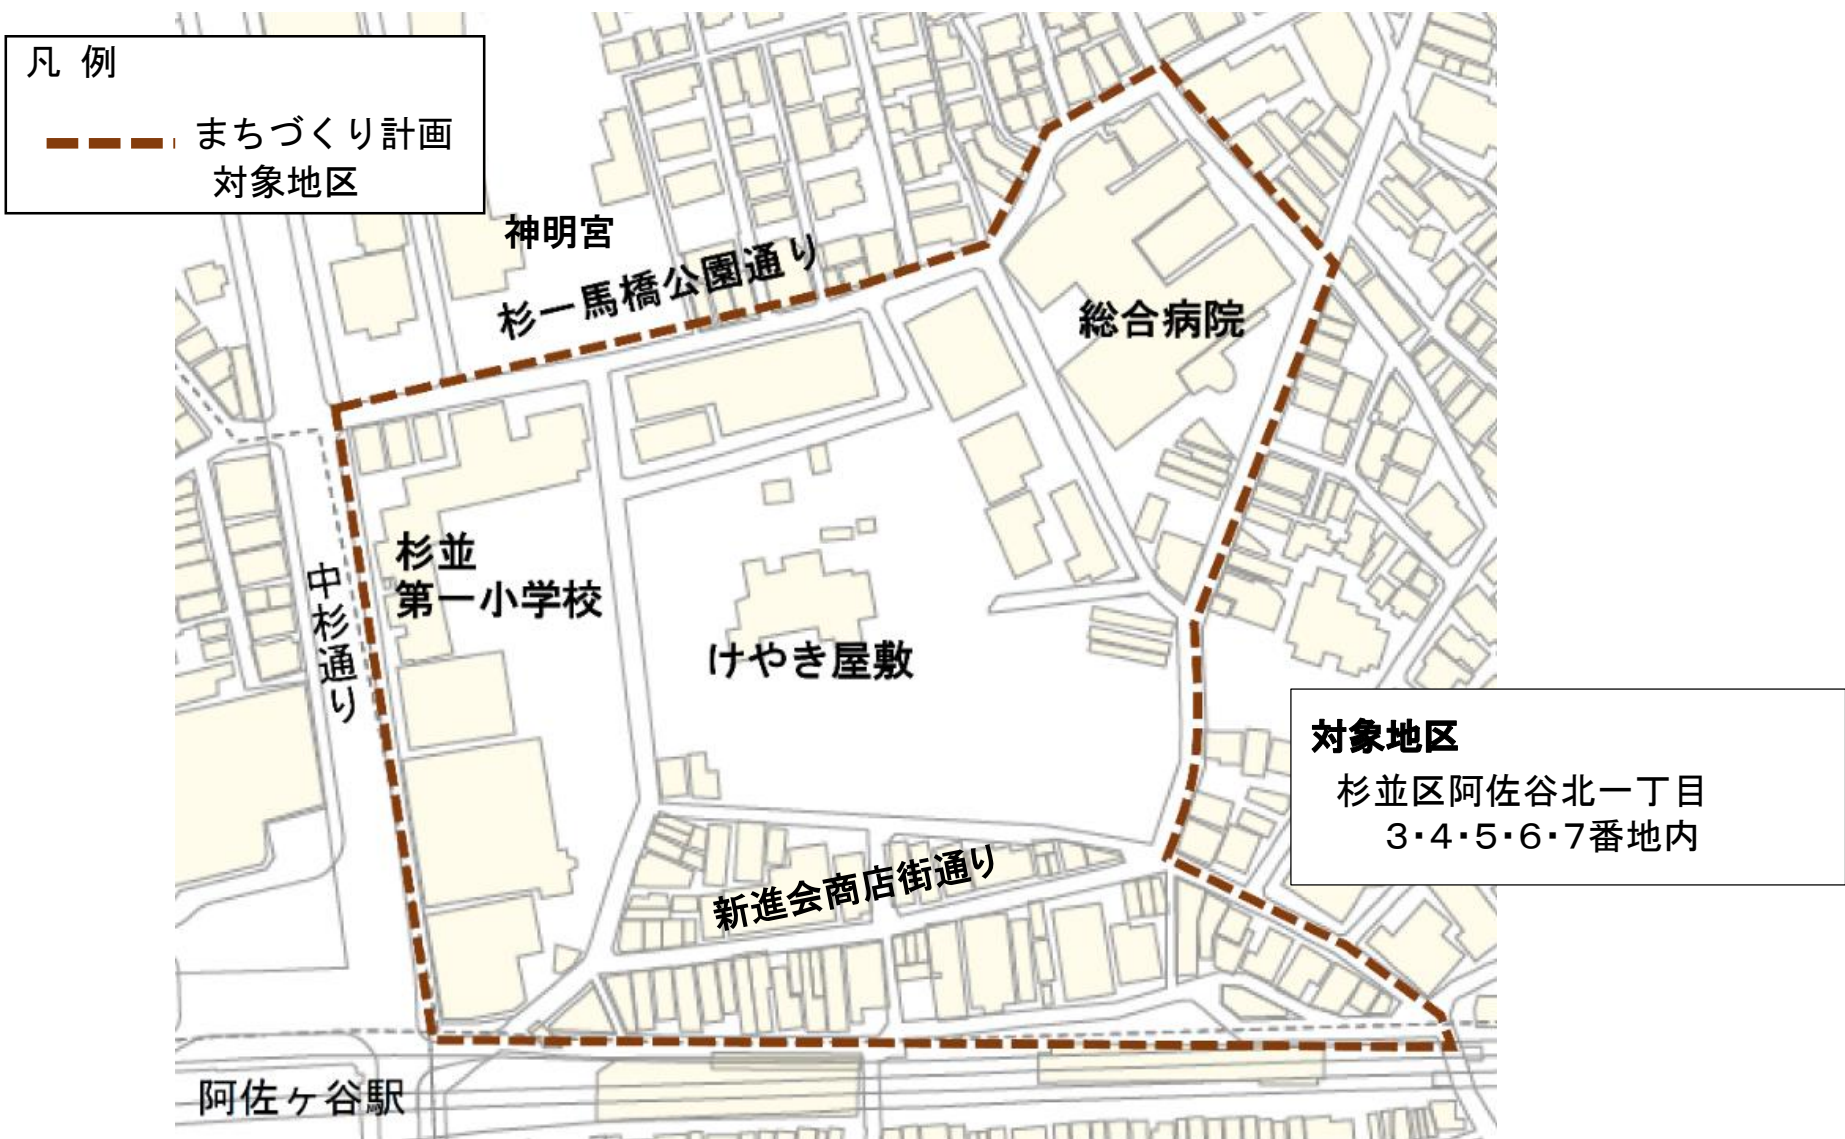 凡 例
まちづくり計画
対象地区
神明宮
杉一馬橋公園通り
総合病院
杉並
第一小学校
中杉通り
けやき屋敷
対象地区
杉並区阿佐谷北一丁目
3・4・5・6・7番地内
新進会商店街通り
阿佐ヶ谷駅